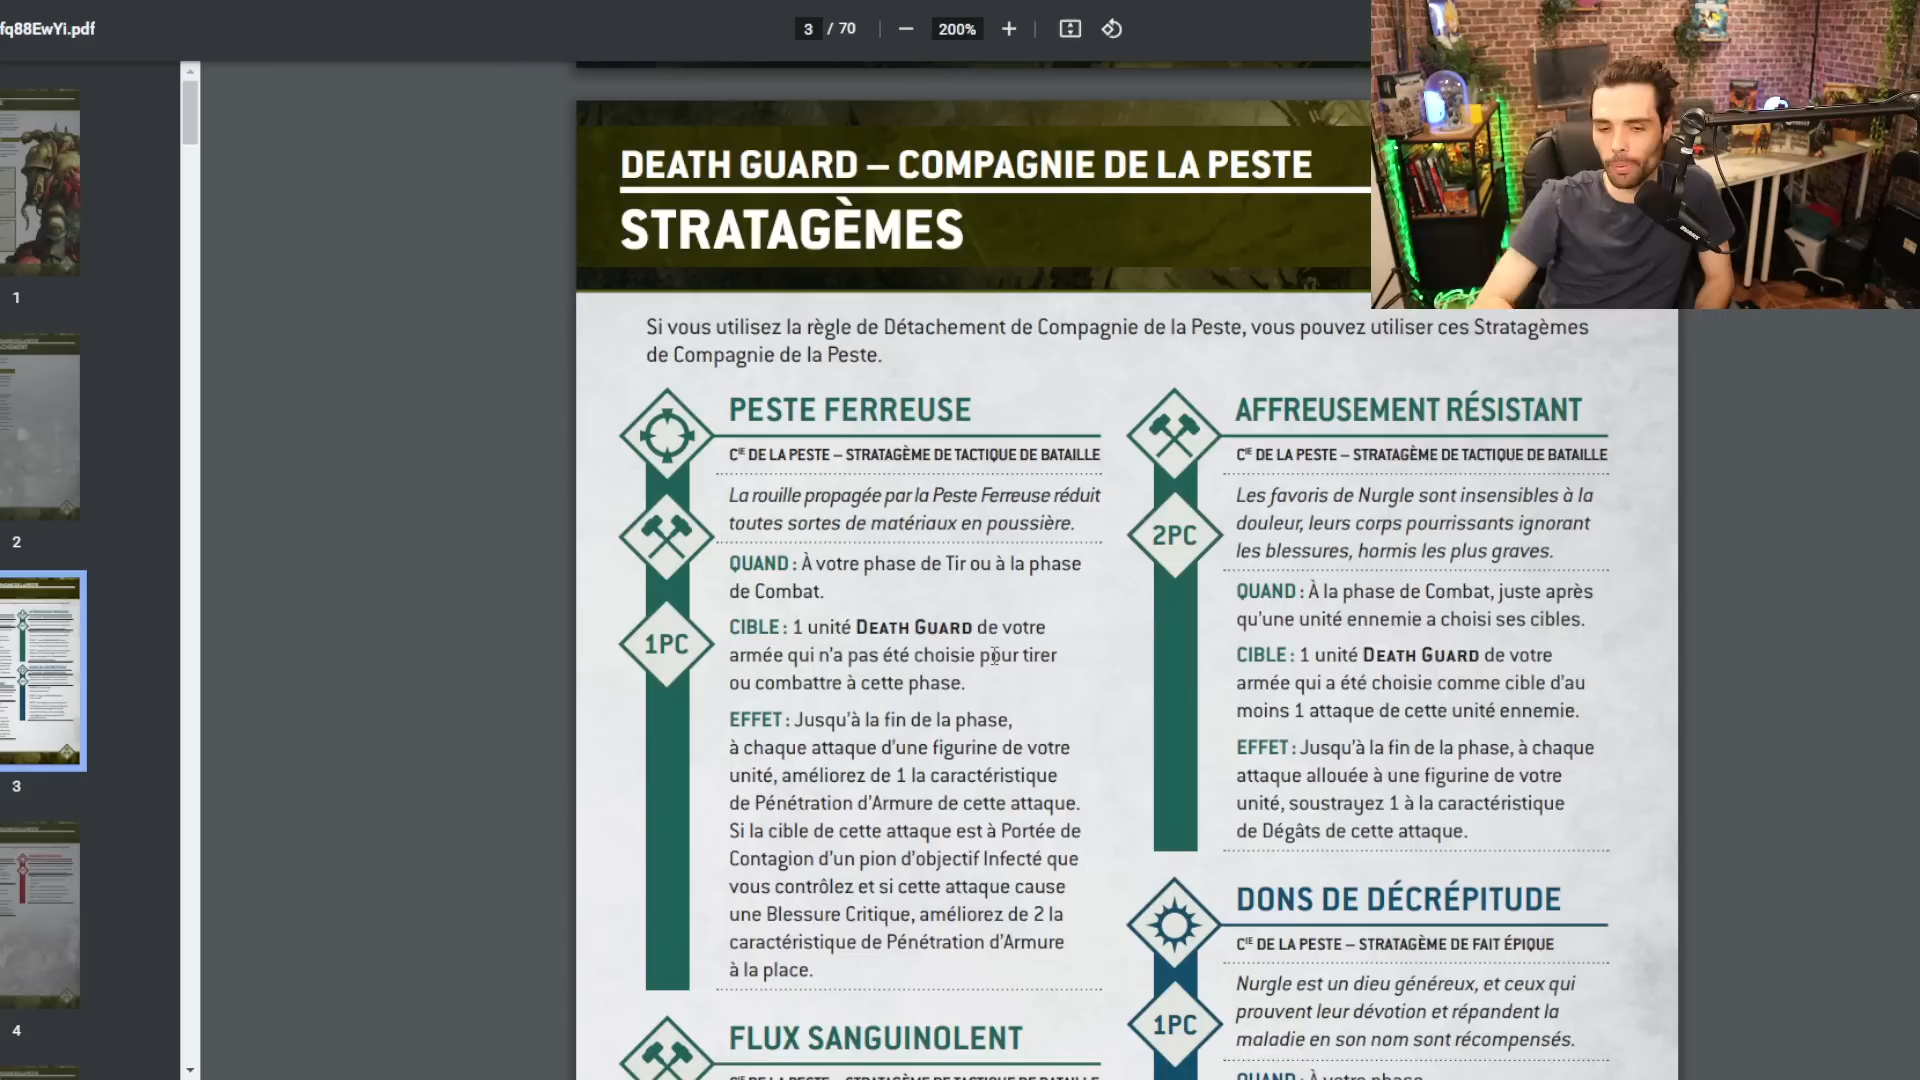 fq88EwYi.pdf
3 / 70
200%
1
2
3
4
DEATH GUARD – COMPAGNIE DE LA PESTE
STRATAGÈMES
Si vous utilisez la règle de Détachement de Compagnie de la Peste, vous pouvez utiliser ces Stratagèmes
de Compagnie de la Peste.
PESTE FERREUSE
CIE DE LA PESTE – STRATAGÈME DE TACTIQUE DE BATAILLE
La rouille propagée par la Peste Ferreuse réduit
toutes sortes de matériaux en poussière.
QUAND : À votre phase de Tir ou à la phase
de Combat.
1PC
CIBLE : 1 unité DEATH GUARD de votre
armée qui n'a pas été choisie pour tirer
ou combattre à cette phase.
EFFET : Jusqu'à la fin de la phase,
à chaque attaque d'une figurine de votre
unité, améliorez de 1 la caractéristique
de Pénétration d'Armure de cette attaque.
Si la cible de cette attaque est à Portée de
Contagion d'un pion d'objectif Infecté que
vous contrôlez et si cette attaque cause
une Blessure Critique, améliorez de 2 la
caractéristique de Pénétration d'Armure
à la place.
FLUX SANGUINOLENT
CIE DE LA PESTE – STRATAGÈME DE TACTIQUE DE BATAILLE
AFFREUSEMENT RÉSISTANT
CIE DE LA PESTE – STRATAGÈME DE TACTIQUE DE BATAILLE
2PC
Les favoris de Nurgle sont insensibles à la
douleur, leurs corps pourrissants ignorant
les blessures, hormis les plus graves.
QUAND : À la phase de Combat, juste après
qu'une unité ennemie a choisi ses cibles.
CIBLE : 1 unité DEATH GUARD de votre
armée qui a été choisie comme cible d'au
moins 1 attaque de cette unité ennemie.
EFFET : Jusqu'à la fin de la phase, à chaque
attaque allouée à une figurine de votre
unité, soustrayez 1 à la caractéristique
de Dégâts de cette attaque.
DONS DE DÉCRÉPITUDE
CIE DE LA PESTE – STRATAGÈME DE FAIT ÉPIQUE
Nurgle est un dieu généreux, et ceux qui
prouvent leur dévotion et répandent la
maladie en son nom sont récompensés.
1PC
QUAND : À votre phase